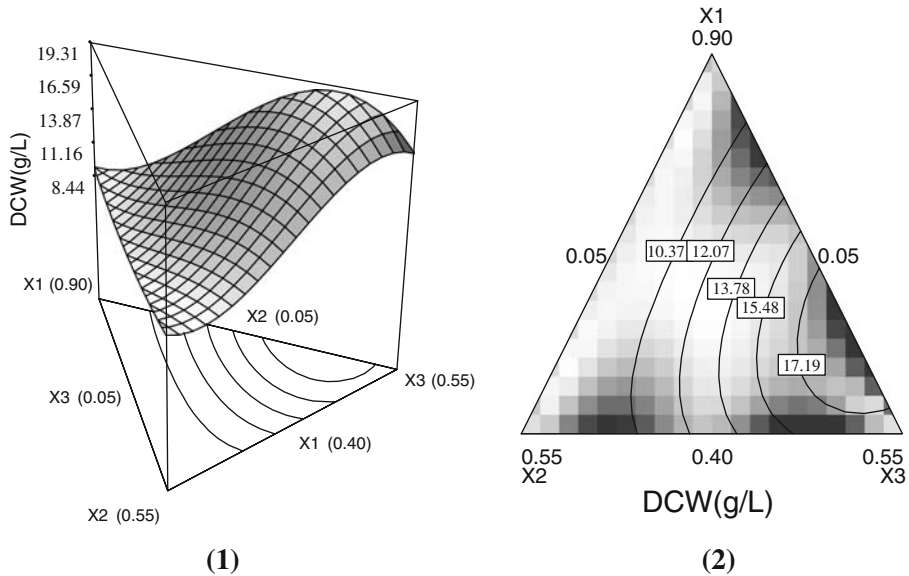 19.31
16.59
13.87
11.16
8.44
DCW(g/L)
X1 (0.90)
X2 (0.05)
X3 (0.05)
X3 (0.55)
X1 (0.40)
X2 (0.55)
(1)
X1
0.90
0.05
0.05
10.37
12.07
13.78
15.48
17.19
0.55
X2
0.40
0.55
X3
DCW(g/L)
(2)